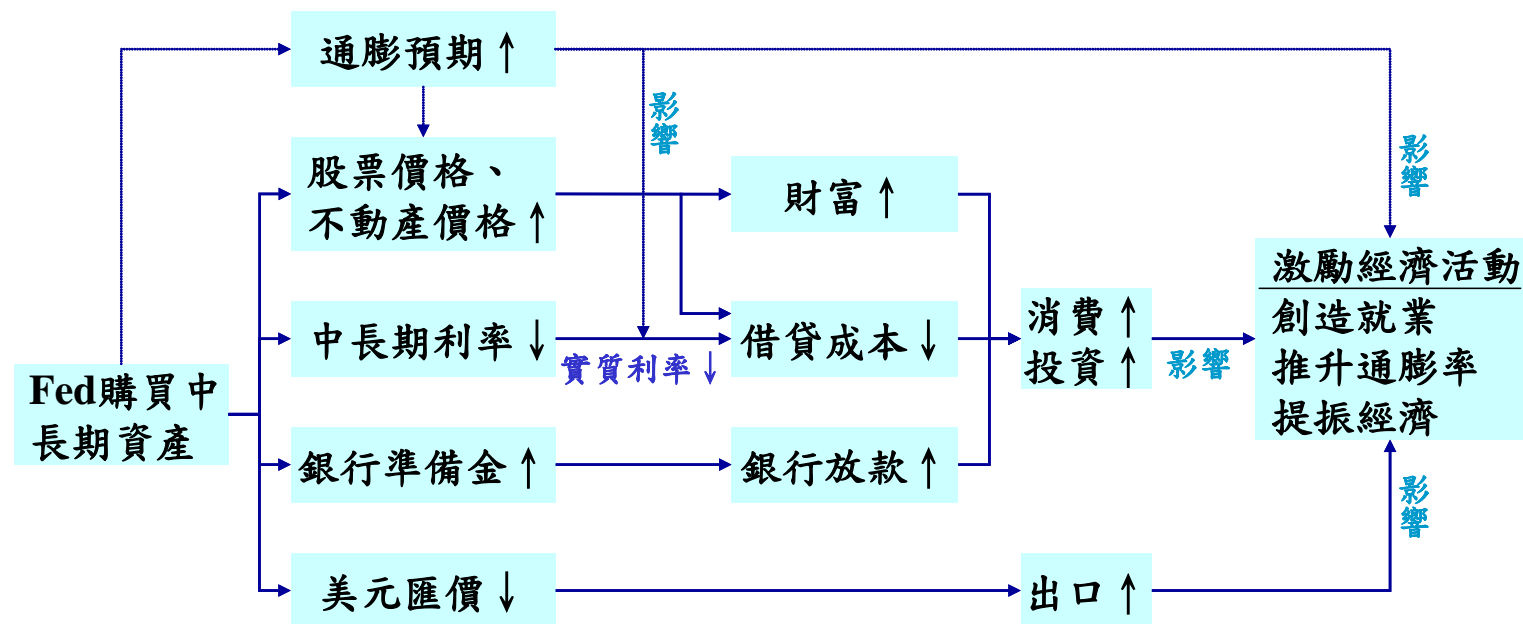 通膨預期↑
影響
影響
股票價格、
不動產價格↑
財富↑
中長期利率↓
實質利率↓
借貸成本↓
消費↑
投資↑
影響
激勵經濟活動
創造就業
推升通膨率
提振經濟
Fed購買中
長期資產
銀行準備金↑
銀行放款↑
影響
美元匯價↓
出口↑